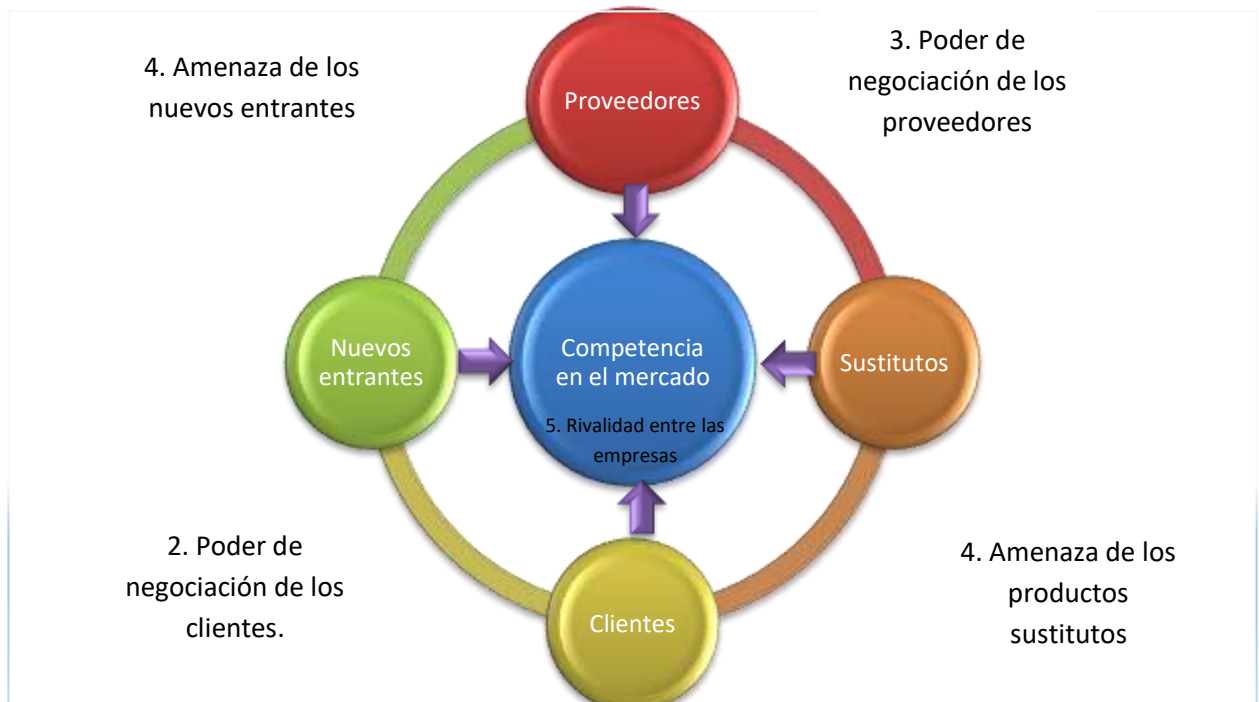 4. Amenaza de los
nuevos entrantes
Proveedores
3. Poder de
negociación de los
proveedores
Nuevos
entrantes
Competencia
en el mercado
5. Rivalidad entre las
empresas
Sustitutos
2. Poder de
negociación de los
clientes.
Clientes
4. Amenaza de los
productos
sustitutos